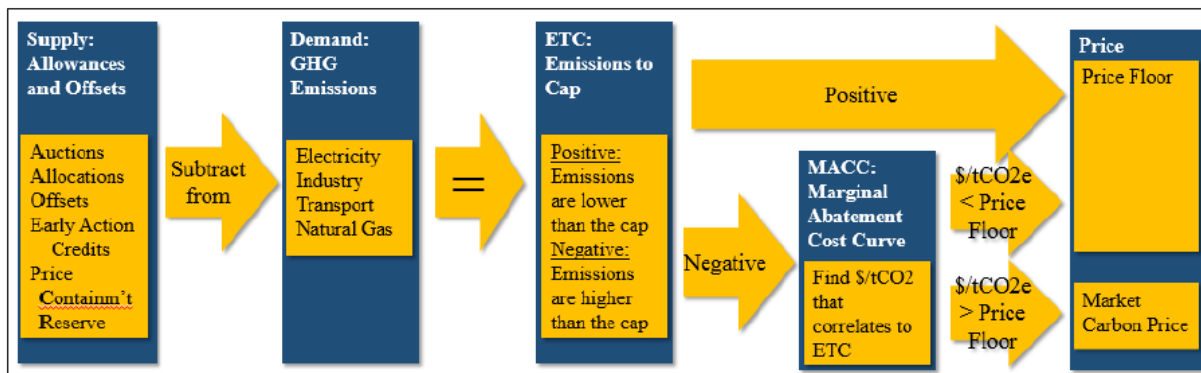 Supply:
Allowances
and Offsets
Auctions
Allocations
Offsets
Early Action
Credits
Price
Containm't
Reserve
Subtract
from
Demand:
GHG
Emissions
Electricity
Industry
Transport
Natural Gas
=
ETC:
Emissions to
Cap
Positive:
Emissions
are lower
than the cap
Negative:
Emissions
are higher
than the cap
Positive
Negative
MACC:
Marginal
Abatement
Cost Curve
Find $/tCO2
that
correlates to
ETC
$/tCO2e
< Price
Floor
$/tCO2e
> Price
Floor
Price
Price Floor
Market
Carbon Price